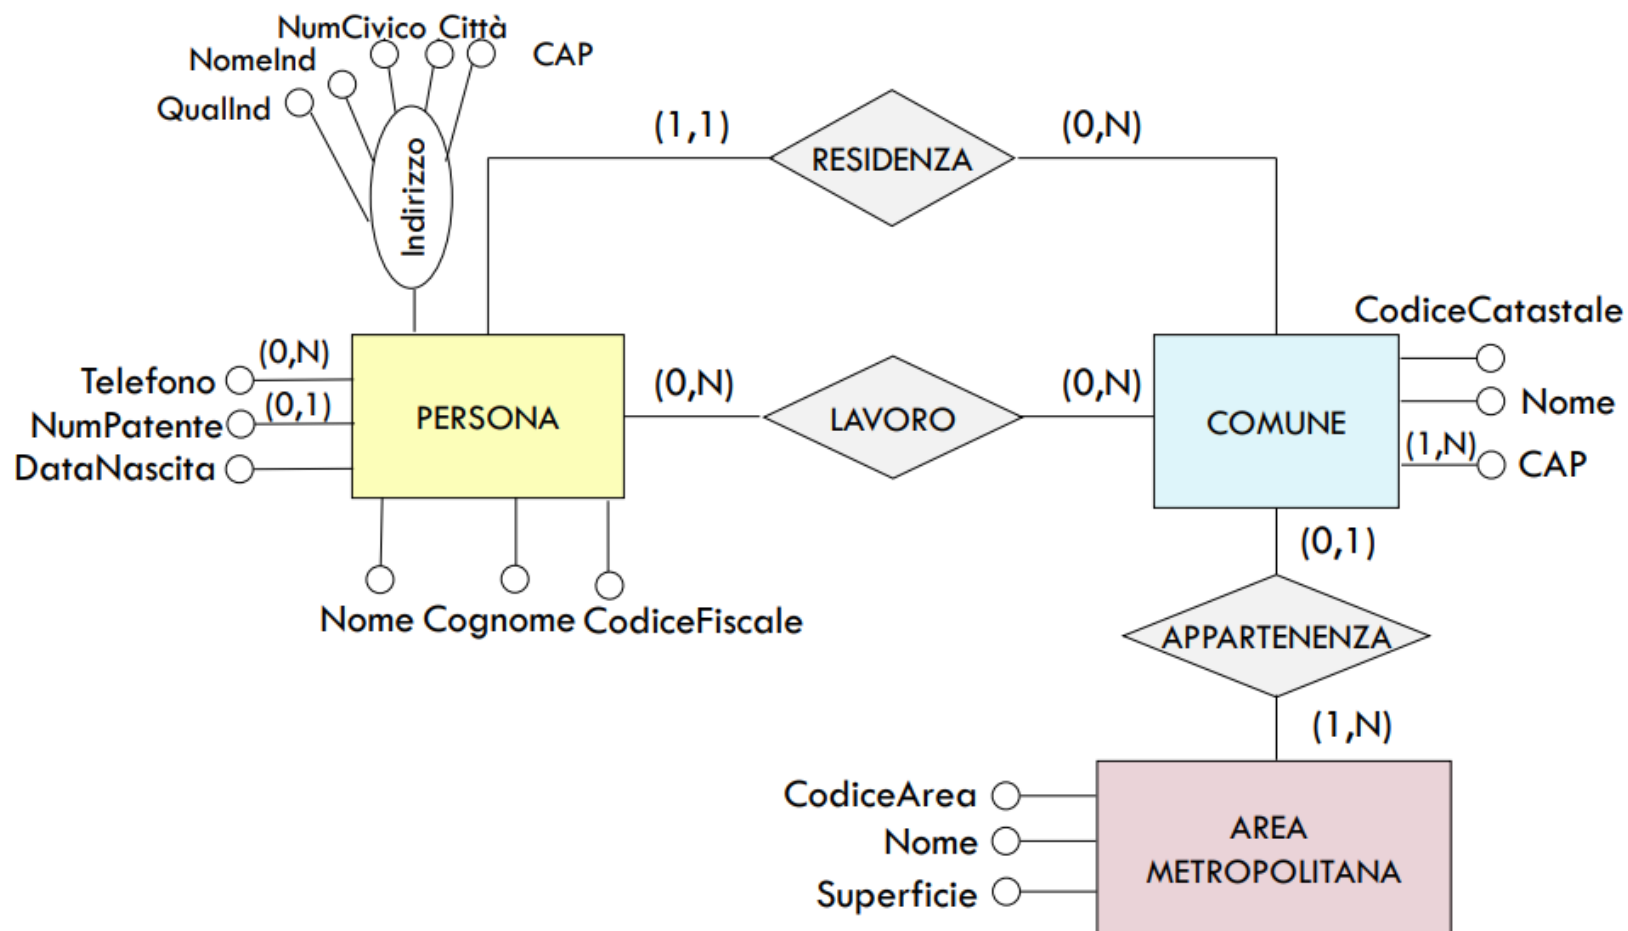 NumCivico Città
NomeInd
CAP
QualInd
Indirizzo
(1,1)
RESIDENZA
(0,N)
CodiceCatastale
Telefono
(0,N)
NumPatente
(0,1)
DataNascita
PERSONA
(0,N)
LAVORO
(0,N)
COMUNE
Nome
(1,N)
CAP
Nome Cognome CodiceFiscale
(0,1)
APPARTENENZA
(1,N)
CodiceArea
Nome
Superficie
AREA
METROPOLITANA